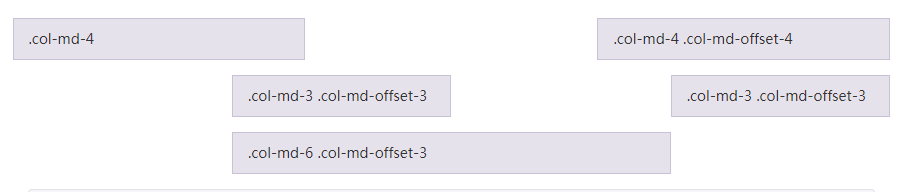 .col-md-4
.col-md-4 .col-md-offset-4
.col-md-3 .col-md-offset-3
.col-md-3 .col-md-offset-3
.col-md-6 .col-md-offset-3